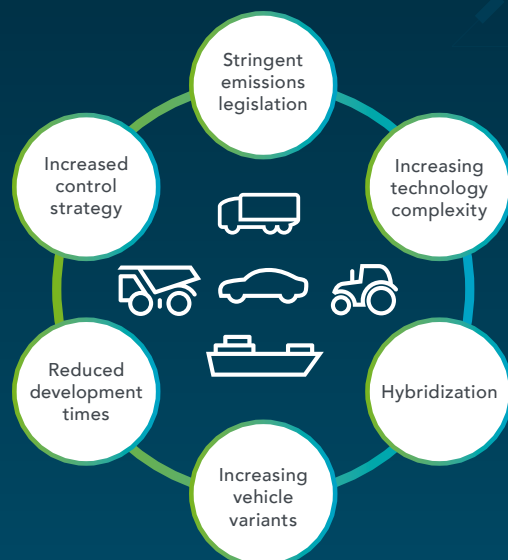 Stringent
emissions
legislation
Increasing
technology
complexity
Hybridization
Increasing
vehicle
variants
Reduced
development
times
Increased
control
strategy